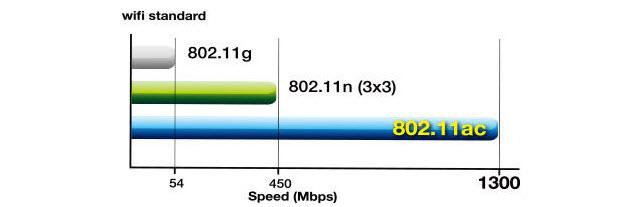 wifi standard
802.11g
802.11n (3x3)
802.11ac
54 450 1300
Speed (Mbps)